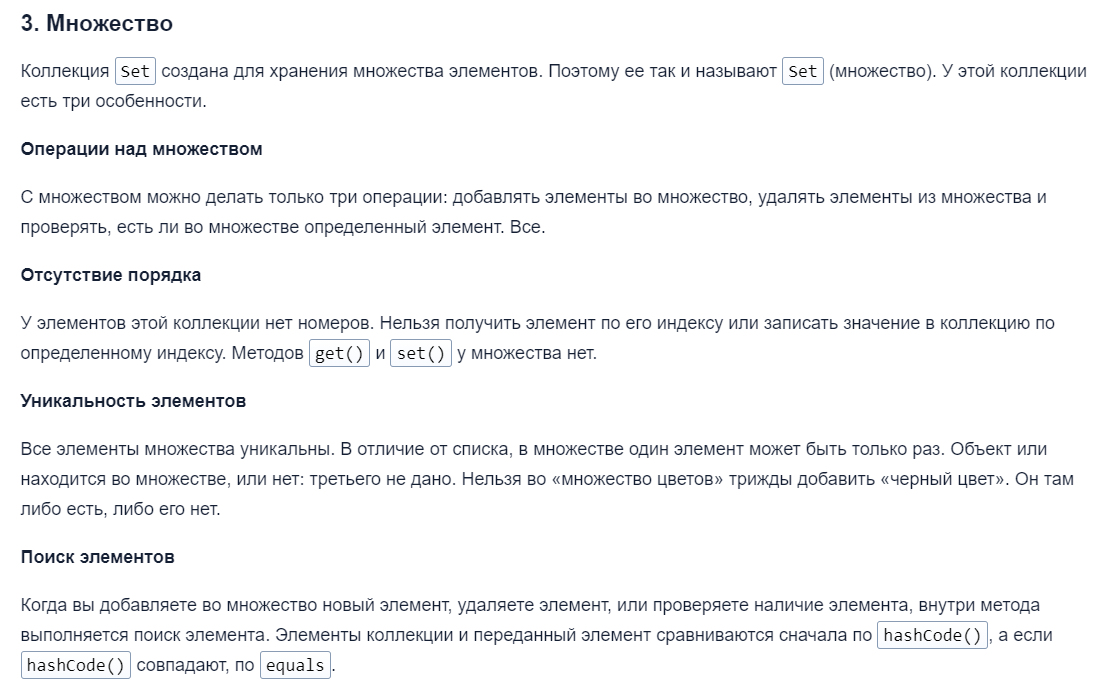 3. Множество
Коллекция Set создана для хранения множества элементов. Поэтому ее так и называют Set (множество). У этой коллекции
есть три особенности.
Операции над множеством
С множеством можно делать только три операции: добавлять элементы во множество, удалять элементы из множества и
проверять, есть ли во множестве определенный элемент. Все.
Отсутствие порядка
У элементов этой коллекции нет номеров. Нельзя получить элемент по его индексу или записать значение в коллекцию по
определенному индексу. Методов get() и set() у множества нет.
Уникальность элементов
Все элементы множества уникальны. В отличие от списка, в множестве один элемент может быть только раз. Объект или
находится во множестве, или нет: третьего не дано. Нельзя во «множество цветов» трижды добавить «черный цвет». Он там
либо есть, либо его нет.
Поиск элементов
Когда вы добавляете во множество новый элемент, удаляете элемент, или проверяете наличие элемента, внутри метода
выполняется поиск элемента. Элементы коллекции и переданный элемент сравниваются сначала по hashCode(), а если
hashCode() совпадают, по equals.